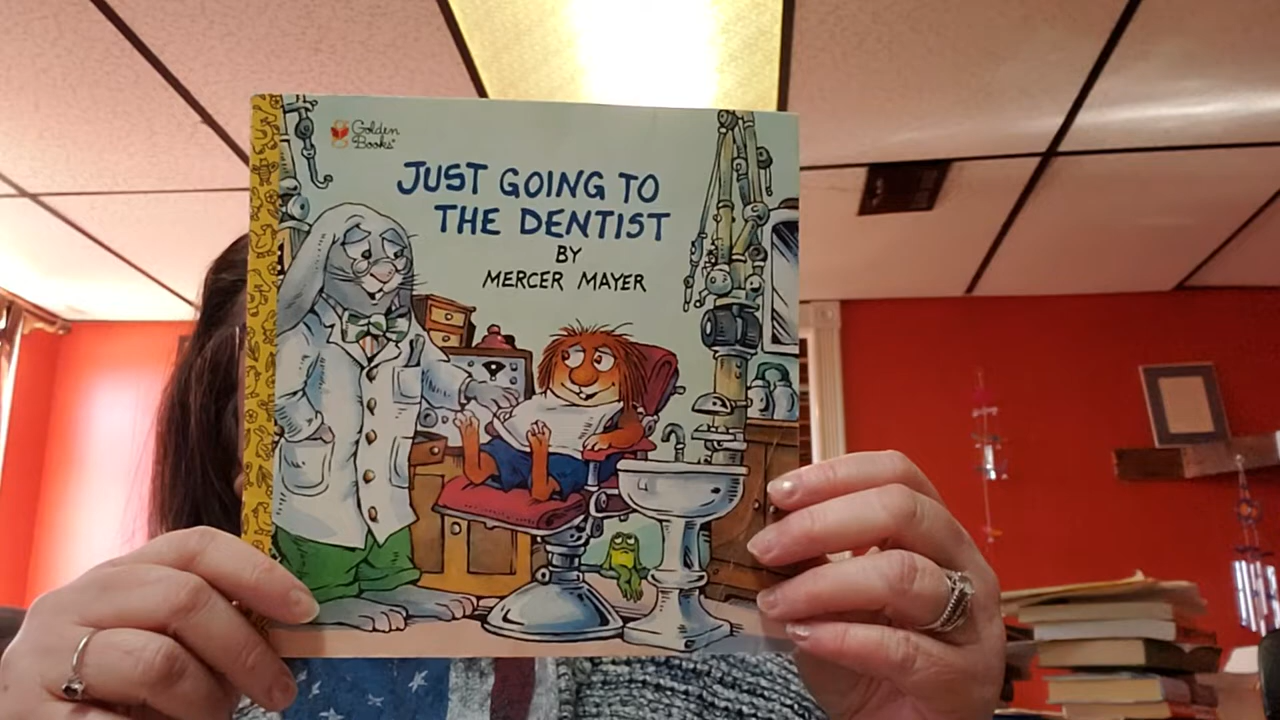 Golden
Books
JUST GOING TO
THE DENTIST
BY
MERCER MAYER